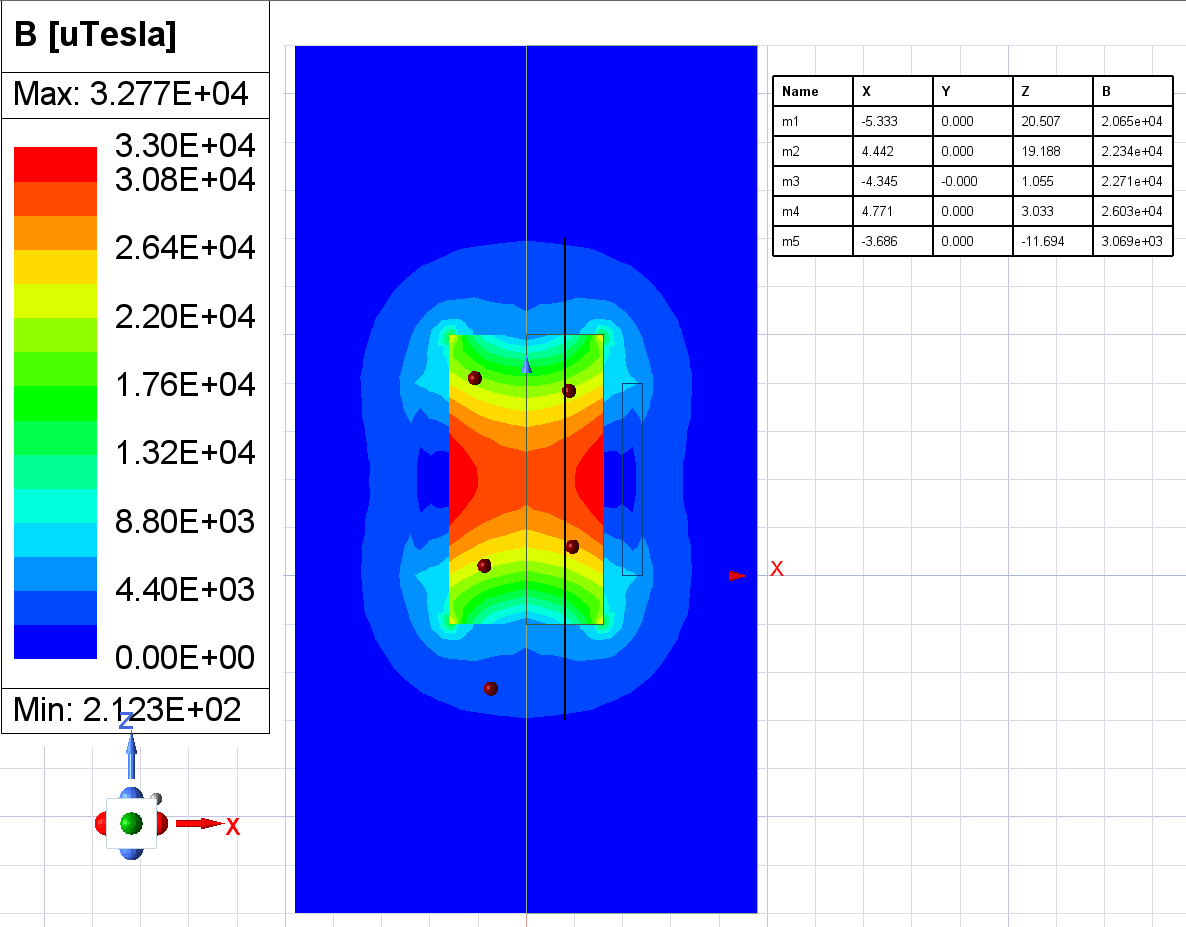 B [uTesla]
Max: 3.277E+04
3.30E+04
3.08E+04
2.64E+04
2.20E+04
1.76E+04
1.32E+04
8.80E+03
4.40E+03
0.00E+00
Min: 2.123E+02
Name X Y Z B
m1 -5.333 0.000 20.507 2.065e+04
m2 4.442 0.000 19.188 2.234e+04
m3 -4.345 -0.000 1.055 2.271e+04
m4 4.771 0.000 3.033 2.603e+04
m5 -3.686 0.000 -11.694 3.069e+03
X
Z
X